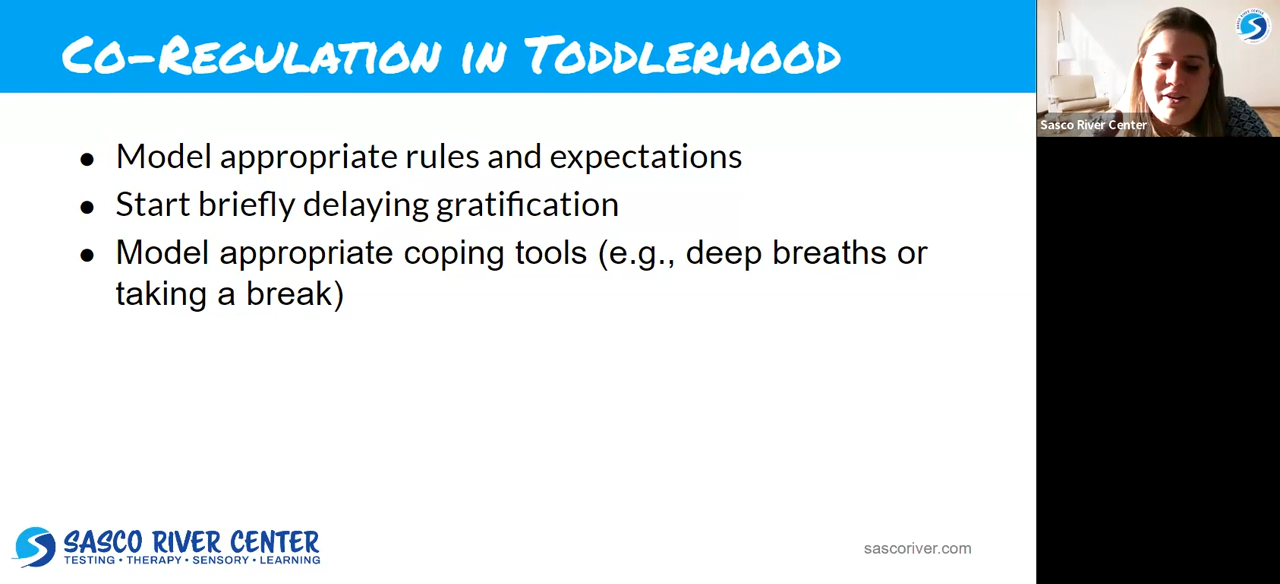 Co-Regulation in Toddlerhood
● Model appropriate rules and expectations
● Start briefly delaying gratification
● Model appropriate coping tools (e.g., deep breaths or
taking a break)
SASCO RIVER CENTER
TESTING • THERAPY • SENSORY • LEARNING
sascoriver.com
Sasco River Center